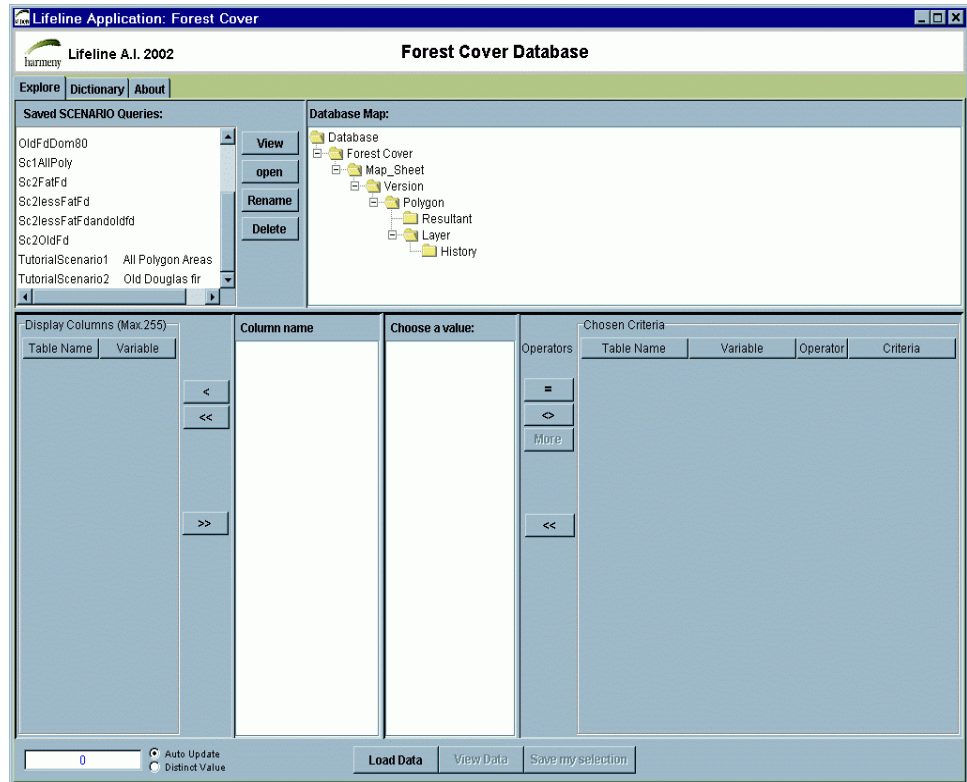 Lifeline Application: Forest Cover
harmeny
Lifeline A.I. 2002
Forest Cover Database
Explore
Dictionary
About
Saved SCENARIO Queries:
OldFdDom80
Sc1AllPoly
Sc2FatFd
Sc2lessFatFd
Sc2lessFatFdandoldfd
Sc2OldFd
TutorialScenario1 All Polygon Areas
TutorialScenario2 Old Douglas fir
View
open
Rename
Delete
Database Map:
Database
Forest Cover
Map_Sheet
Version
Polygon
Resultant
Layer
History
Display Columns (Max.255)
Table Name Variable
<
<<
>>
Column name
Choose a value:
Operators
=
<>
More
<<
Chosen Criteria
Table Name Variable Operator Criteria
0
Auto Update
Distinct Value
Load Data
View Data
Save my selection